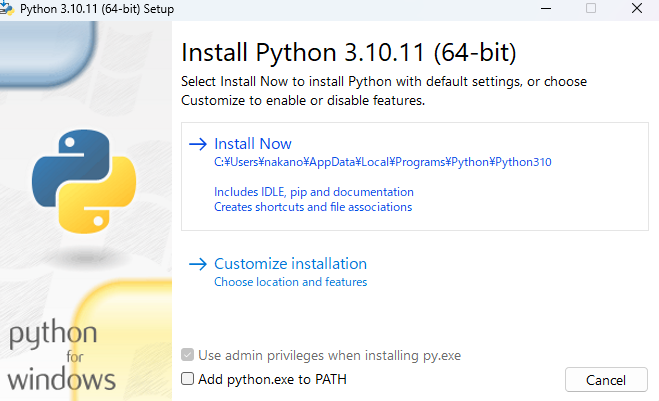 Python 3.10.11 (64-bit) Setup
Install Python 3.10.11 (64-bit)
Select Install Now to install Python with default settings, or choose
Customize to enable or disable features.
Install Now
C:¥Users¥nakano¥AppData¥Local¥Programs¥Python¥Python310
Includes IDLE, pip and documentation
Creates shortcuts and file associations
Customize installation
Choose location and features
Use admin privileges when installing py.exe
Add python.exe to PATH
Cancel
python
for
windows